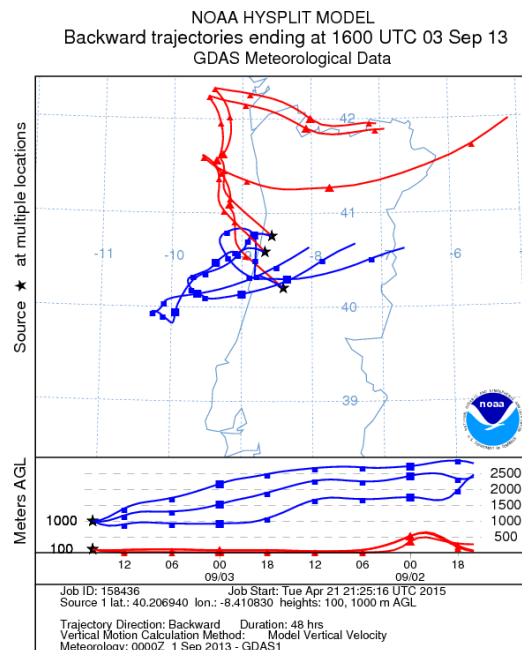 NOAA HYSPLIT MODEL
Backward trajectories ending at 1600 UTC 03 Sep 13
GDAS Meteorological Data
Source ★ at multiple locations
42
41
-11 -10 -8 -7 -6
40
39
noaa
Meters AGL
2500
2000
1500
1000 1000
500
100
12 06 00 18 12 06 00 18
09/03 09/02
Job ID: 158436 Job Start: Tue Apr 21 21:25:16 UTC 2015
Source 1 lat.: 40.206940 lon.: -8.410830 heights: 100, 1000 m AGL
Trajectory Direction: Backward Duration: 48 hrs
Vertical Motion Calculation Method: Model Vertical Velocity
Meteorology: 0000Z 1 Sep 2013 - GDAS1